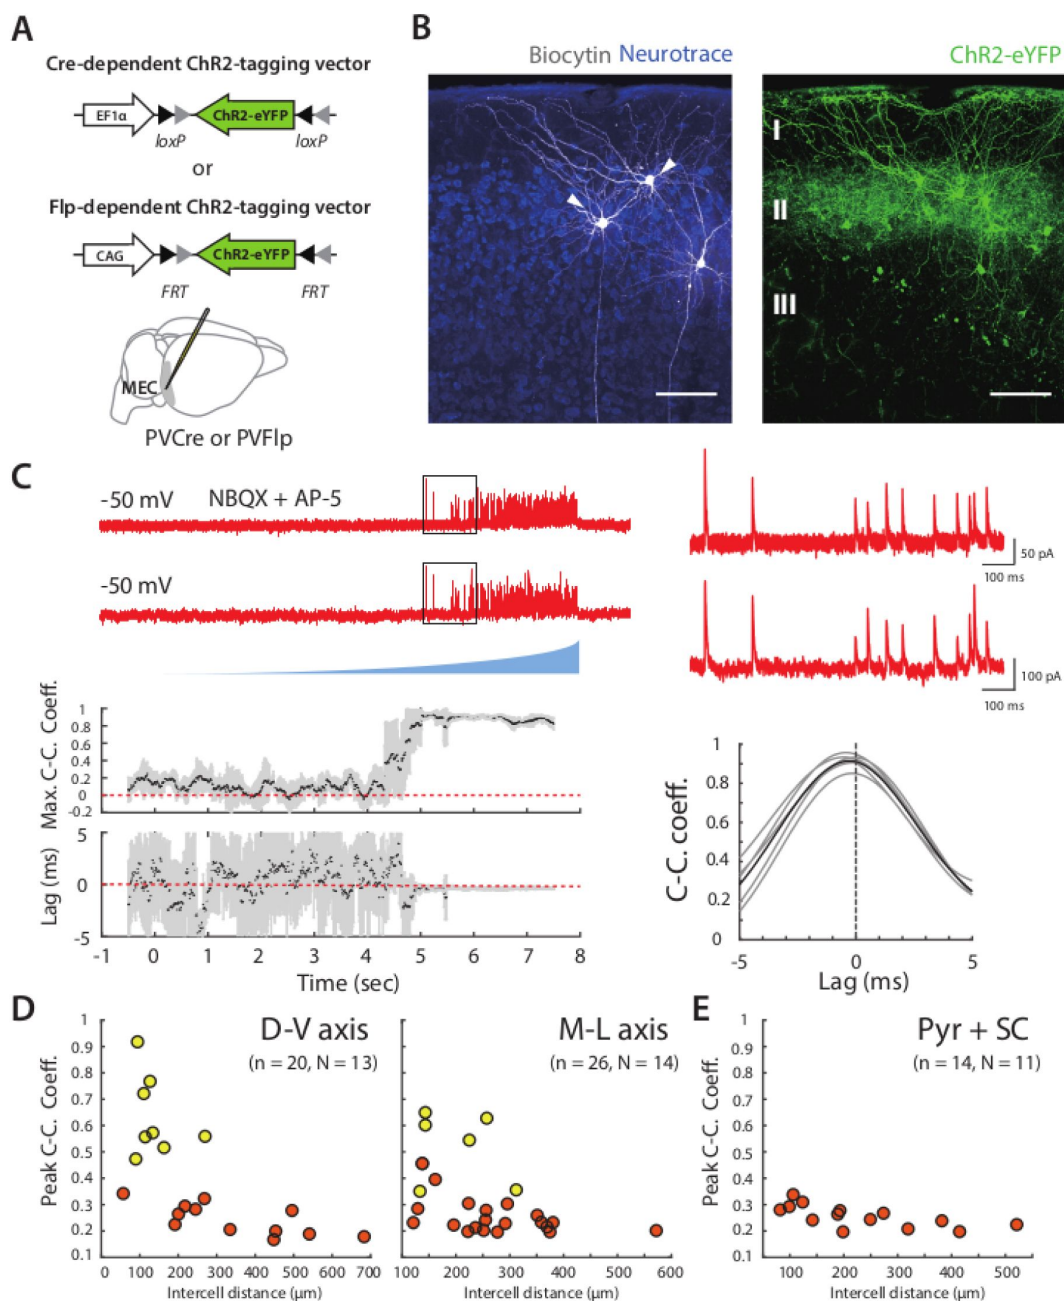 A
Cre-dependent ChR2-tagging vector
EF1α
ChR2-eYFP
loxP
loxP
or
Flp-dependent ChR2-tagging vector
CAG
ChR2-eYFP
FRT
FRT
MEC
PVCre or PVFlp
B
Biocytin Neurotrace
ChR2-eYFP
I
II
III
C
-50 mV
NBQX + AP-5
-50 mV
50 pA
100 ms
100 pA
100 ms
Max. C-C. Coeff.
1
0.8
0.6
0.4
0.2
0
-0.2
Lag (ms)
5
0
-5
-1 0 1 2 3 4 5 6 7 8
Time (sec)
C-C. coeff.
1
0.8
0.6
0.4
0.2
0
-5 0 5
Lag (ms)
D
D-V axis
(n = 20, N = 13)
Peak C-C. Coeff.
1
0.9
0.8
0.7
0.6
0.5
0.4
0.3
0.2
0.1
0 100 200 300 400 500 600 700
Intercell distance (μm)
M-L axis
(n = 26, N = 14)
100 200 300 400 500 600
Intercell distance (μm)
E
Pyr + SC
(n = 14, N = 11)
Peak C-C. Coeff.
1
0.9
0.8
0.7
0.6
0.5
0.4
0.3
0.2
0.1
100 200 300 400 500
Intercell distance (μm)